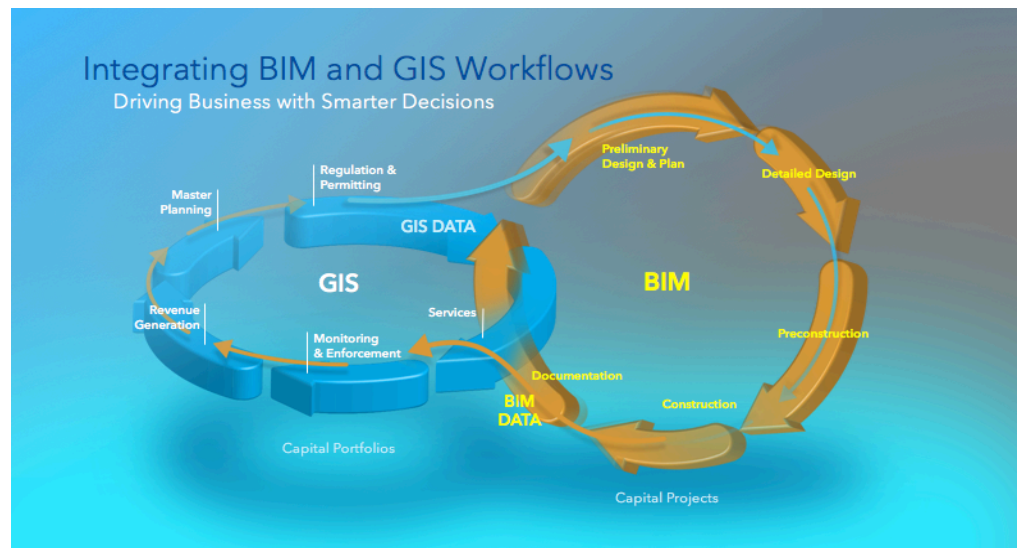 Integrating BIM and GIS Workflows
Driving Business with Smarter Decisions
Preliminary
Design & Plan
Regulation &
Permitting
Detailed Design
Master
Planning
GIS DATA
GIS
BIM
Revenue
Generation
Services
Monitoring
& Enforcement
Preconstruction
Documentation
BIM
DATA
Construction
Capital Portfolios
Capital Projects